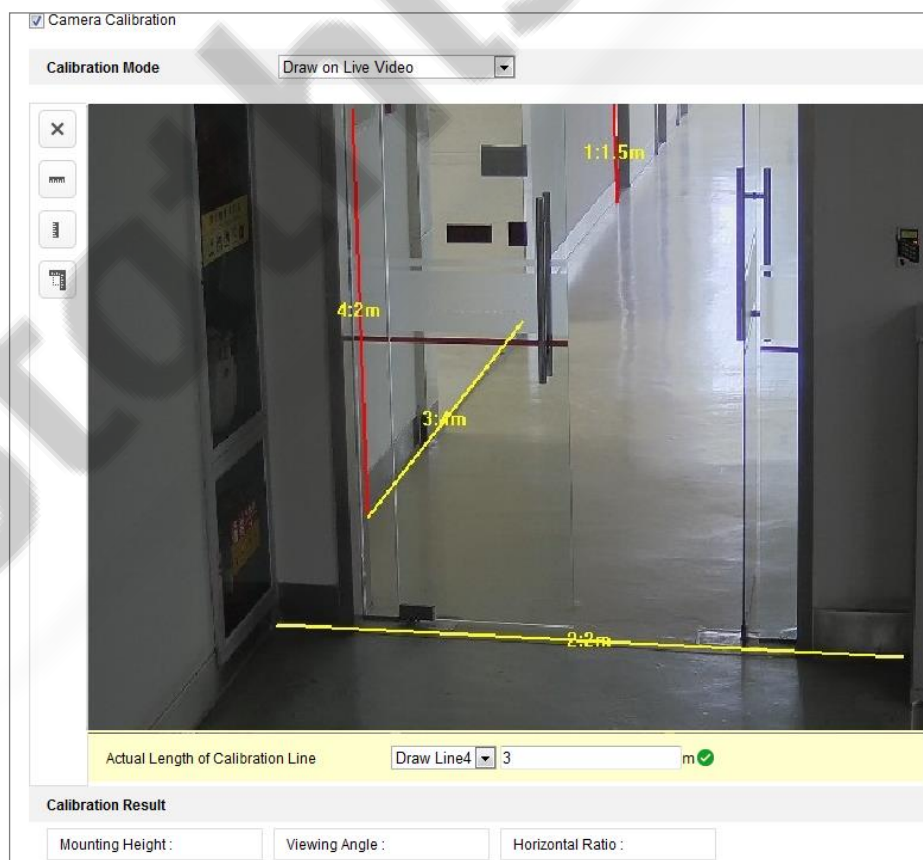 Camera Calibration
Calibration Mode
Draw on Live Video
1:1.5m
4:2m
3:4m
2:2m
Actual Length of Calibration Line
Draw Line4
3
m
Calibration Result
Mounting Height :
Viewing Angle :
Horizontal Ratio :